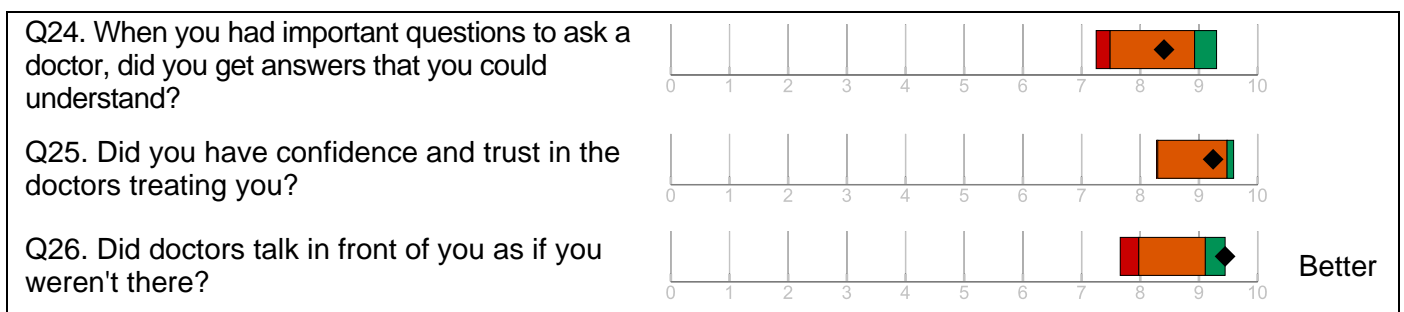 Q24. When you had important questions to ask a
doctor, did you get answers that you could
understand?
0 1 2 3 4 5 6 7 8 9 10
Q25. Did you have confidence and trust in the
doctors treating you?
0 1 2 3 4 5 6 7 8 9 10
Q26. Did doctors talk in front of you as if you
weren't there?
Better
0 1 2 3 4 5 6 7 8 9 10